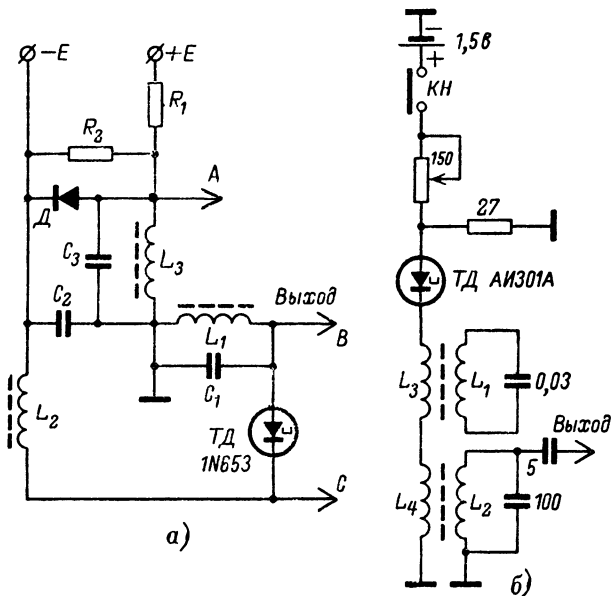 −E
+E
R₁
R₂
A
Д
C₃
L₃
C₂
Выход
B
L₁
C₁
L₂
ТД
1N653
C
а)
−
1,5в
+
КН
150
27
ТД АИ301А
L₃
L₁
0,03
Выход
5
L₄
L₂
100
б)